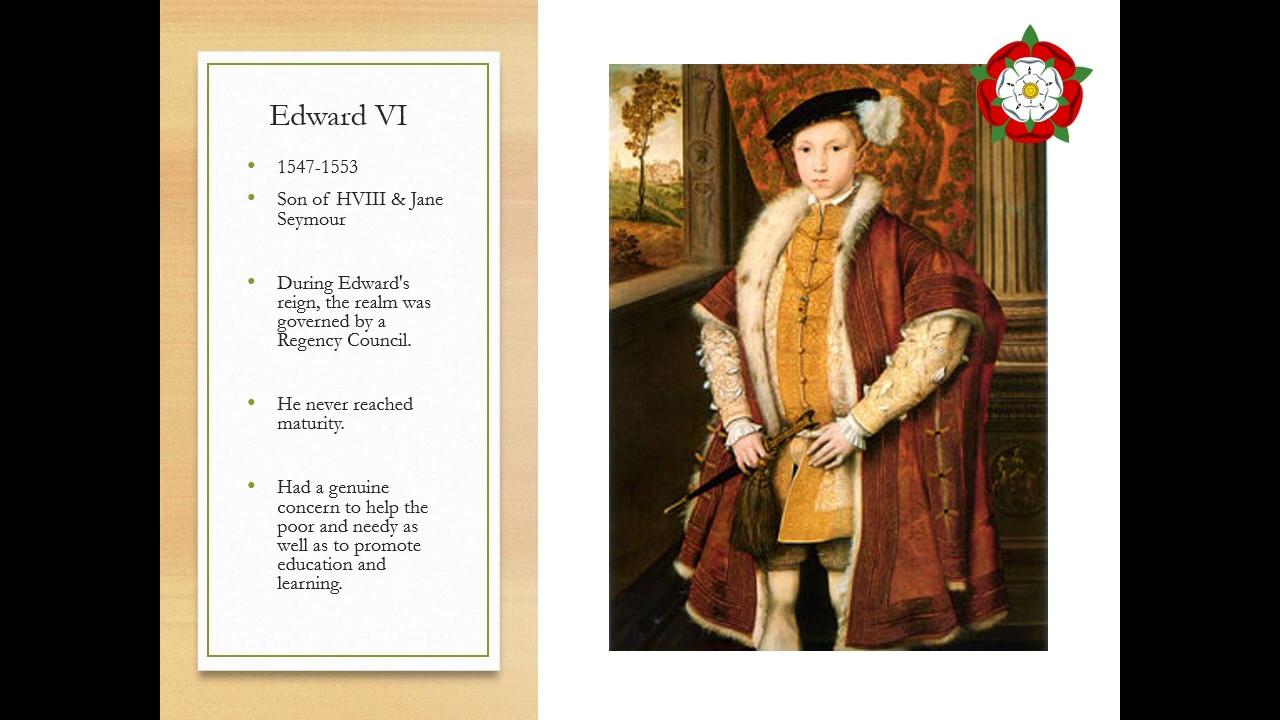 Edward VI
• 1547-1553
• Son of HVIII & Jane
Seymour
• During Edward's
reign, the realm was
governed by a
Regency Council.
• He never reached
maturity.
• Had a genuine
concern to help the
poor and needy as
well as to promote
education and
learning.